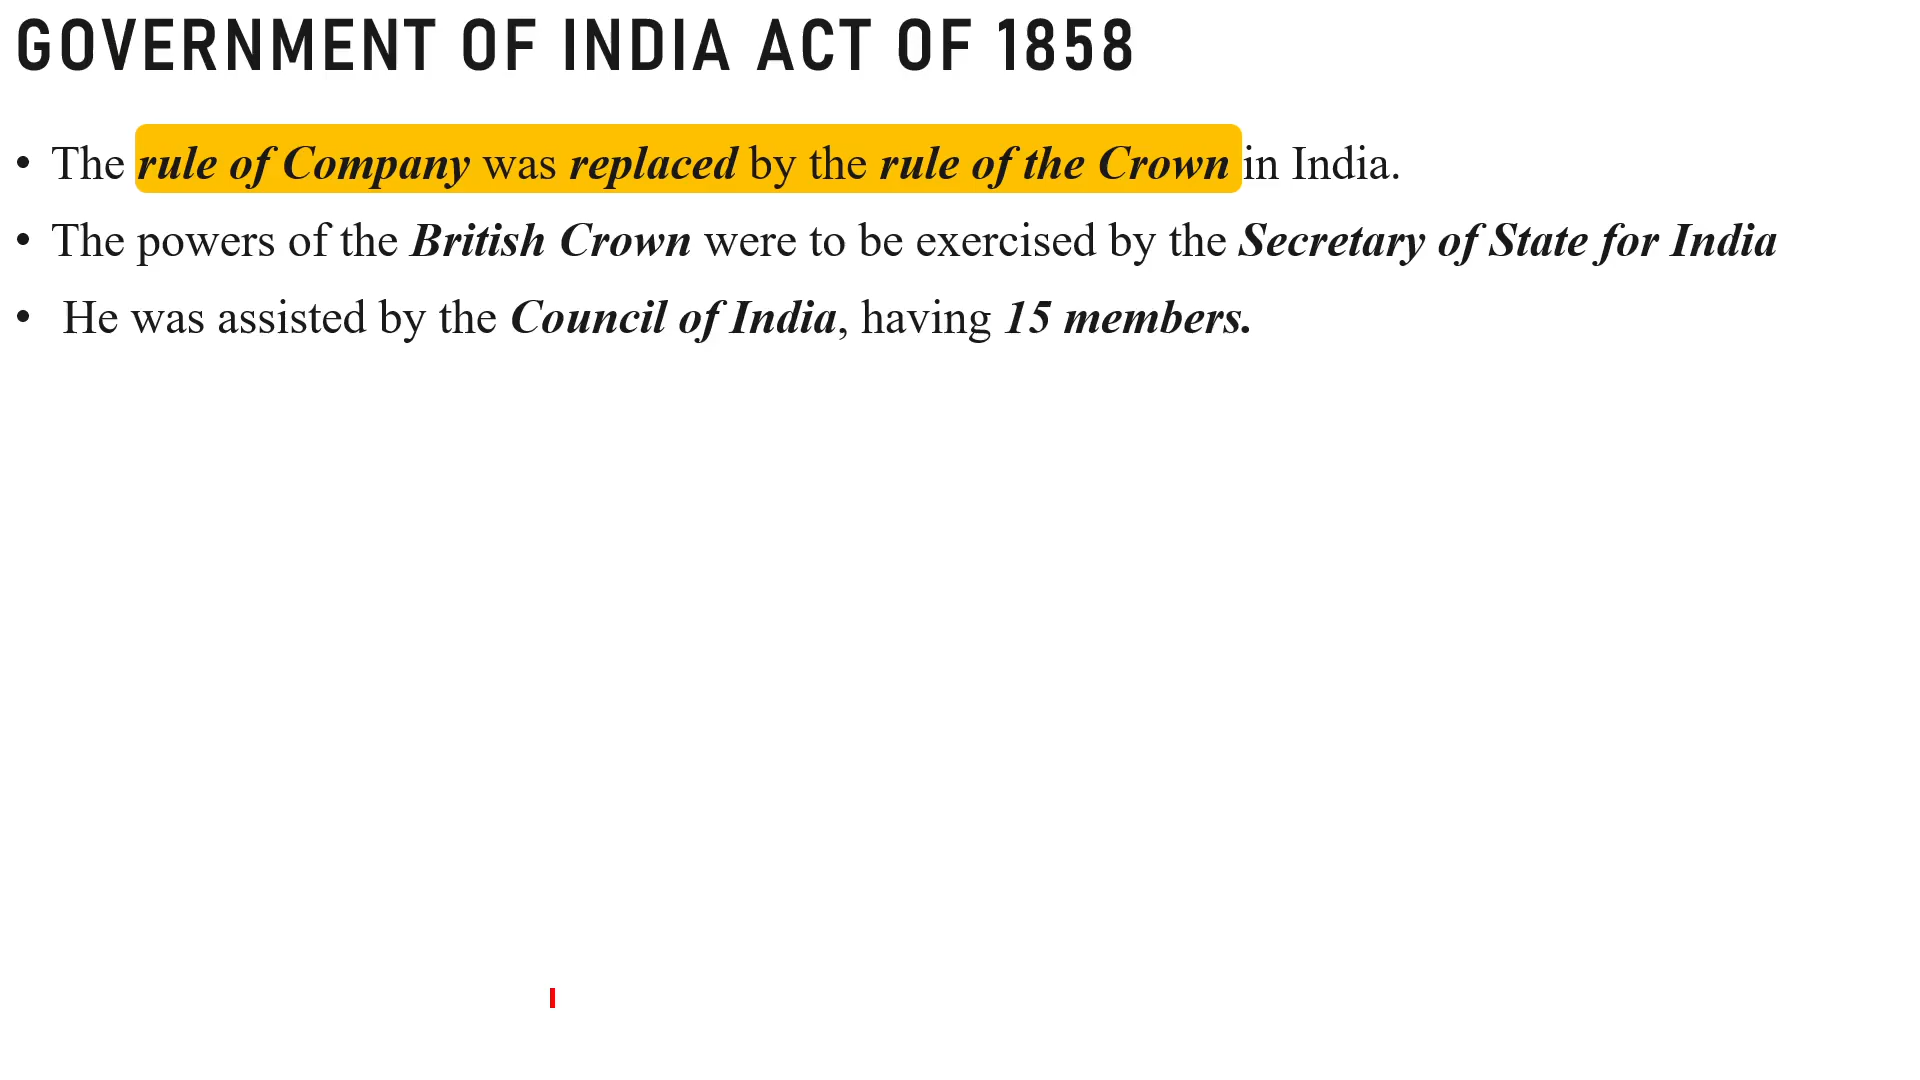 GOVERNMENT OF INDIA ACT OF 1858
• The rule of Company was replaced by the rule of the Crown in India.
• The powers of the British Crown were to be exercised by the Secretary of State for India
• He was assisted by the Council of India, having 15 members.